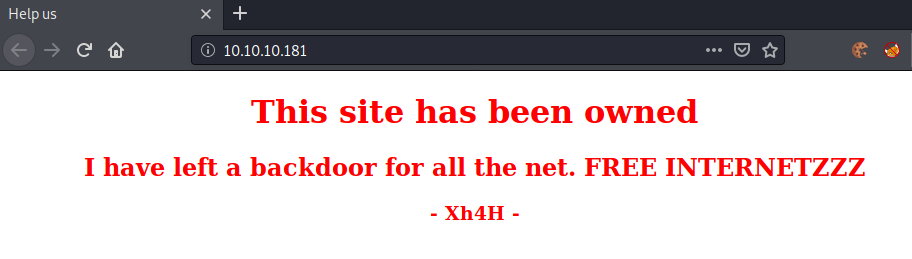 Help us
10.10.10.181
This site has been owned
I have left a backdoor for all the net. FREE INTERNETZZZ
- Xh4H -